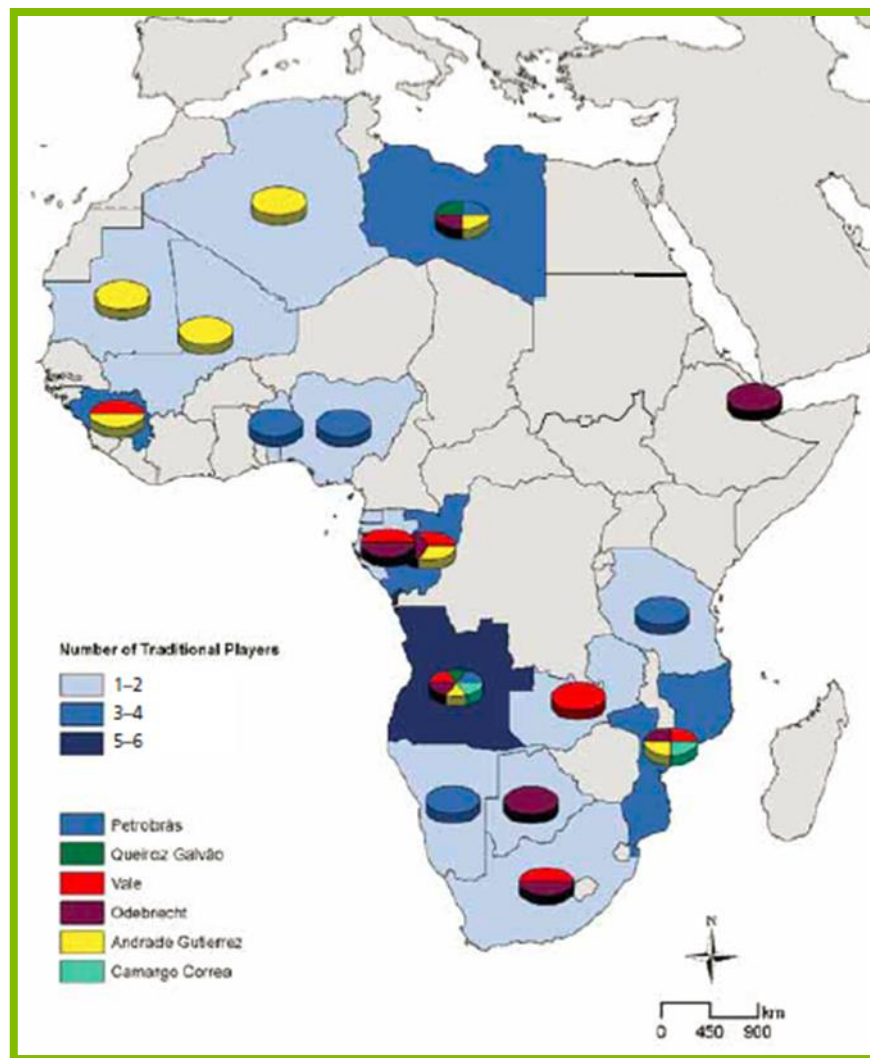 Number of Traditional Players
1–2
3–4
5–6
Petrobrás
Queiroz Galvão
Vale
Odebrecht
Andrade Gutierrez
Camargo Correa
N
km
0 450 900